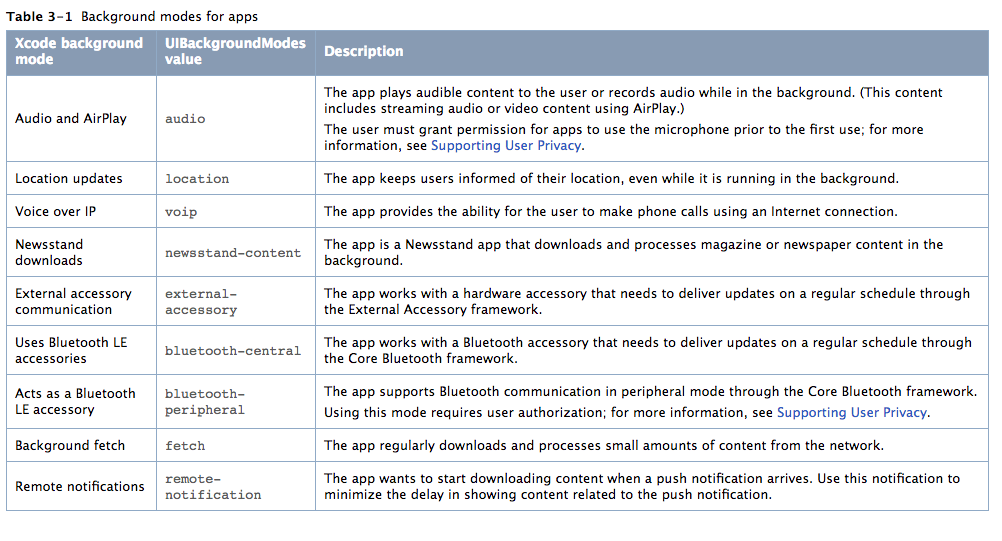 Table 3-1 Background modes for apps
Xcode background
mode
UIBackgroundModes
value
Description
Audio and AirPlay
audio
The app plays audible content to the user or records audio while in the background. (This content
includes streaming audio or video content using AirPlay.)
The user must grant permission for apps to use the microphone prior to the first use; for more
information, see Supporting User Privacy.
Location updates
location
The app keeps users informed of their location, even while it is running in the background.
Voice over IP
voip
The app provides the ability for the user to make phone calls using an Internet connection.
Newsstand
downloads
newsstand-content
The app is a Newsstand app that downloads and processes magazine or newspaper content in the
background.
External accessory
communication
external-
accessory
The app works with a hardware accessory that needs to deliver updates on a regular schedule through
the External Accessory framework.
Uses Bluetooth LE
accessories
bluetooth-central
The app works with a Bluetooth accessory that needs to deliver updates on a regular schedule through
the Core Bluetooth framework.
Acts as a Bluetooth
LE accessory
bluetooth-
peripheral
The app supports Bluetooth communication in peripheral mode through the Core Bluetooth framework.
Using this mode requires user authorization; for more information, see Supporting User Privacy.
Background fetch
fetch
The app regularly downloads and processes small amounts of content from the network.
Remote notifications
remote-
notification
The app wants to start downloading content when a push notification arrives. Use this notification to
minimize the delay in showing content related to the push notification.